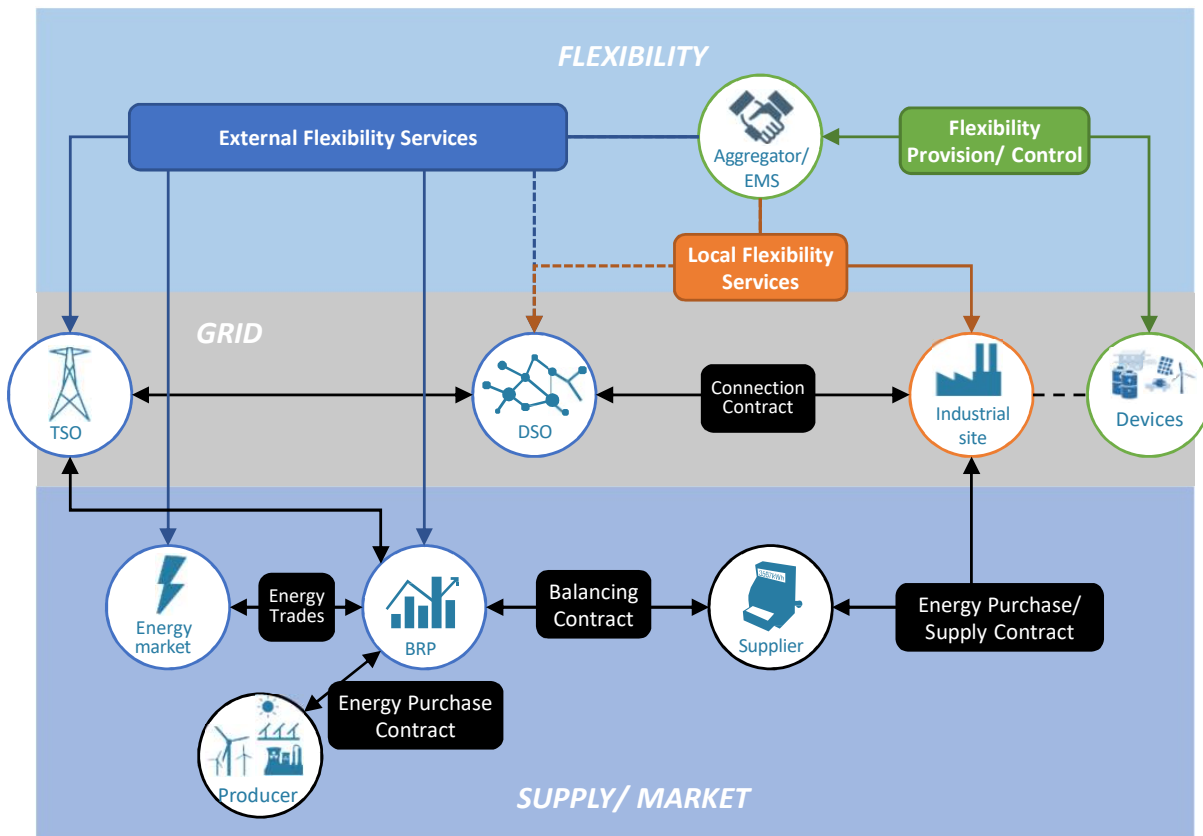 FLEXIBILITY
External Flexibility Services
Aggregator/
EMS
Flexibility
Provision/ Control
Local Flexibility
Services
GRID
TSO
DSO
Connection
Contract
Industrial
site
Devices
Energy
market
Energy
Trades
BRP
Balancing
Contract
3587kWh
Supplier
Energy Purchase/
Supply Contract
Energy Purchase
Contract
Producer
SUPPLY/ MARKET